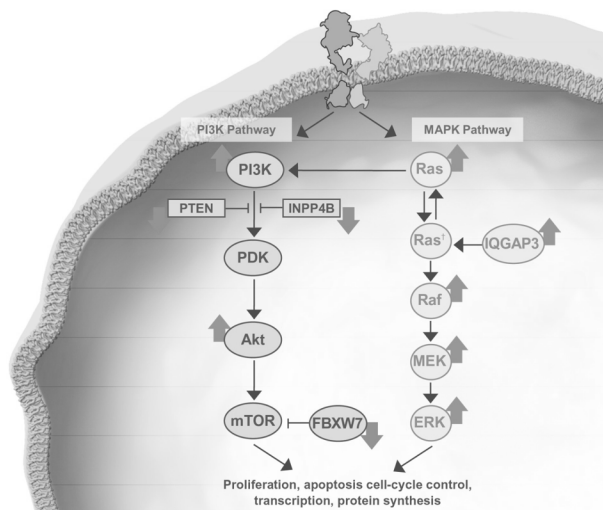 PI3K Pathway
MAPK Pathway
PI3K
Ras
PTEN
INPP4B
Ras†
IQGAP3
PDK
Raf
Akt
MEK
mTOR
FBXW7
ERK
Proliferation, apoptosis cell-cycle control,
transcription, protein synthesis